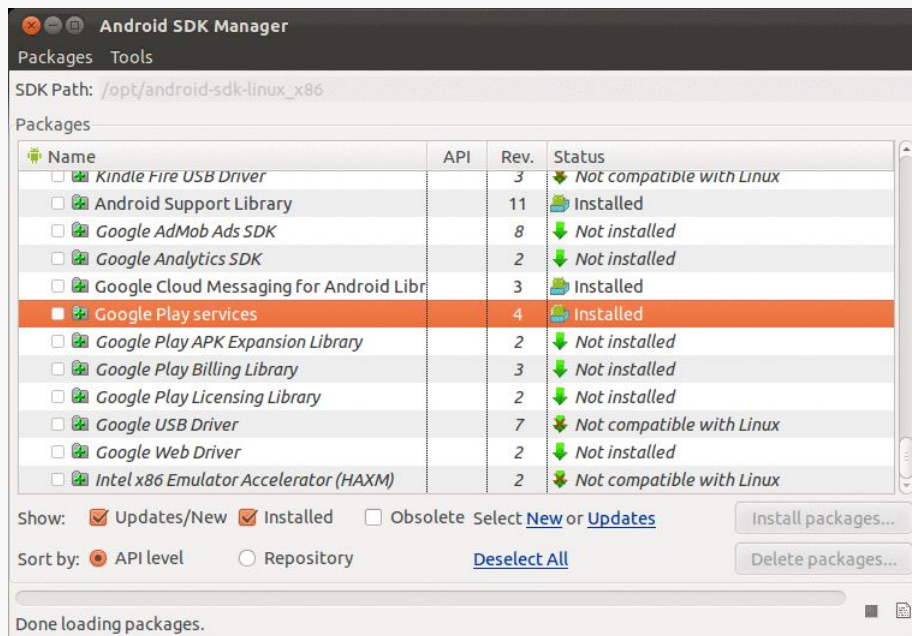 Android SDK Manager
Packages Tools
SDK Path: /opt/android-sdk-linux_x86
Packages
Name API Rev. Status
Kindle Fire USB Driver 3 Not compatible with Linux
Android Support Library 11 Installed
Google AdMob Ads SDK 8 Not installed
Google Analytics SDK 2 Not installed
Google Cloud Messaging for Android Libr 3 Installed
Google Play services 4 Installed
Google Play APK Expansion Library 2 Not installed
Google Play Billing Library 3 Not installed
Google Play Licensing Library 2 Not installed
Google USB Driver 7 Not compatible with Linux
Google Web Driver 2 Not installed
Intel x86 Emulator Accelerator (HAXM) 2 Not compatible with Linux
Show: Updates/New Installed Obsolete Select New or Updates Install packages...
Sort by: API level Repository Deselect All Delete packages...
Done loading packages.